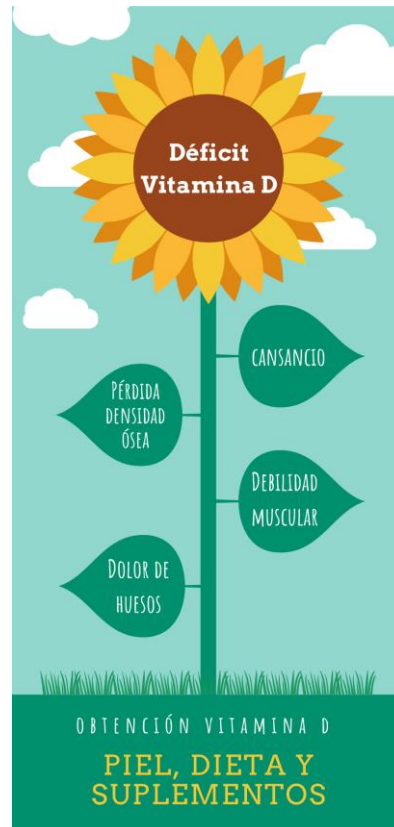 Déficit
Vitamina D
CANSANCIO
PÉRDIDA
DENSIDAD
ÓSEA
DEBILIDAD
MUSCULAR
DOLOR DE
HUESOS
OBTENCIÓN VITAMINA D
PIEL, DIETA Y
SUPLEMENTOS